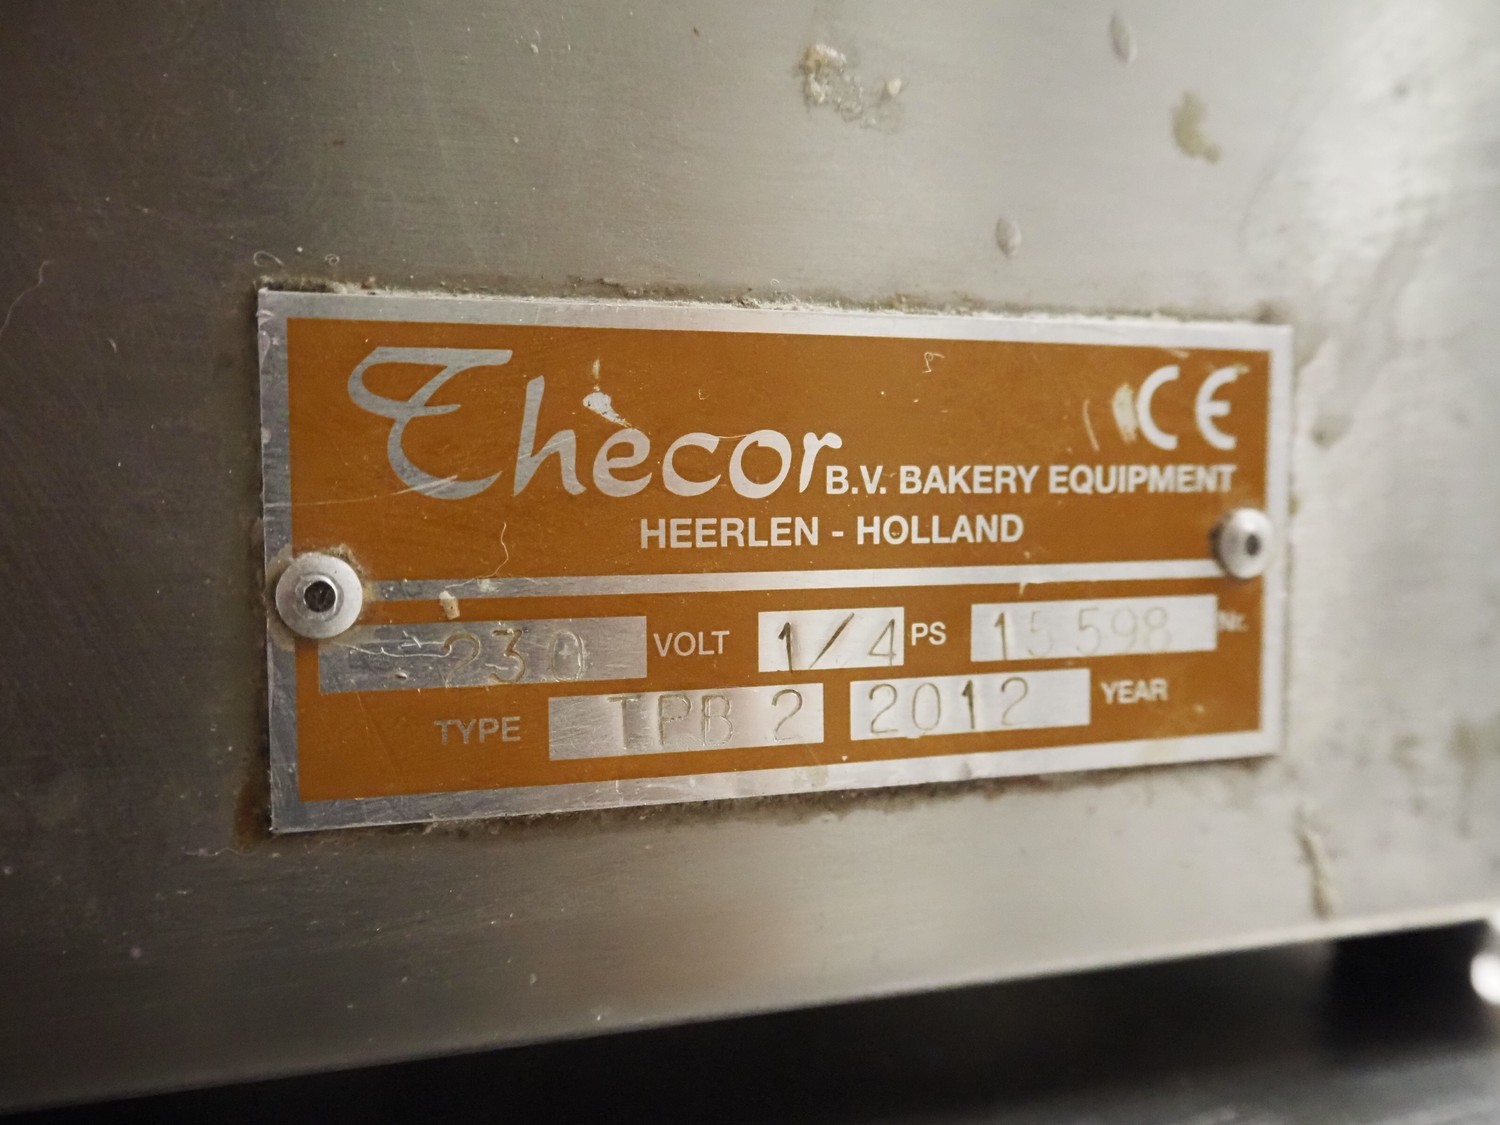 Thecor B.V. BAKERY EQUIPMENT CE
HEERLEN - HOLLAND
230 VOLT 1/4 PS 15598 Nr.
TYPE TPB 2 2012 YEAR